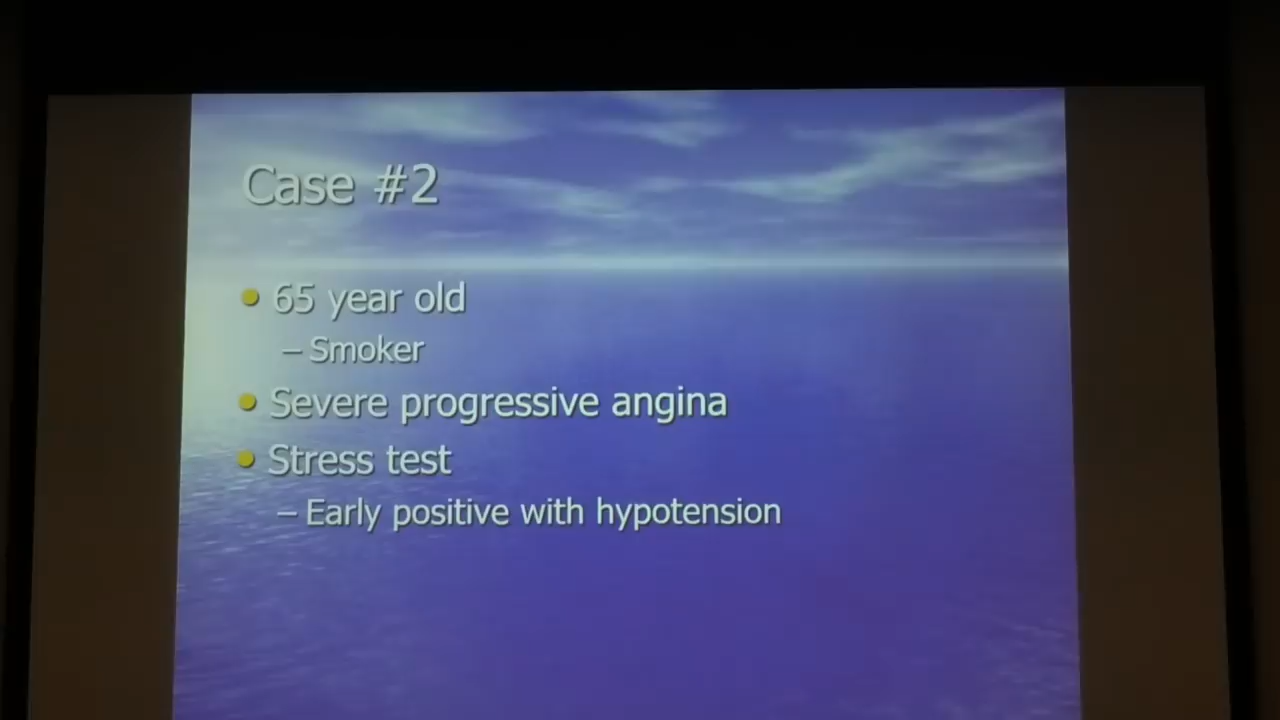 Case #2
• 65 year old
– Smoker
• Severe progressive angina
• Stress test
– Early positive with hypotension